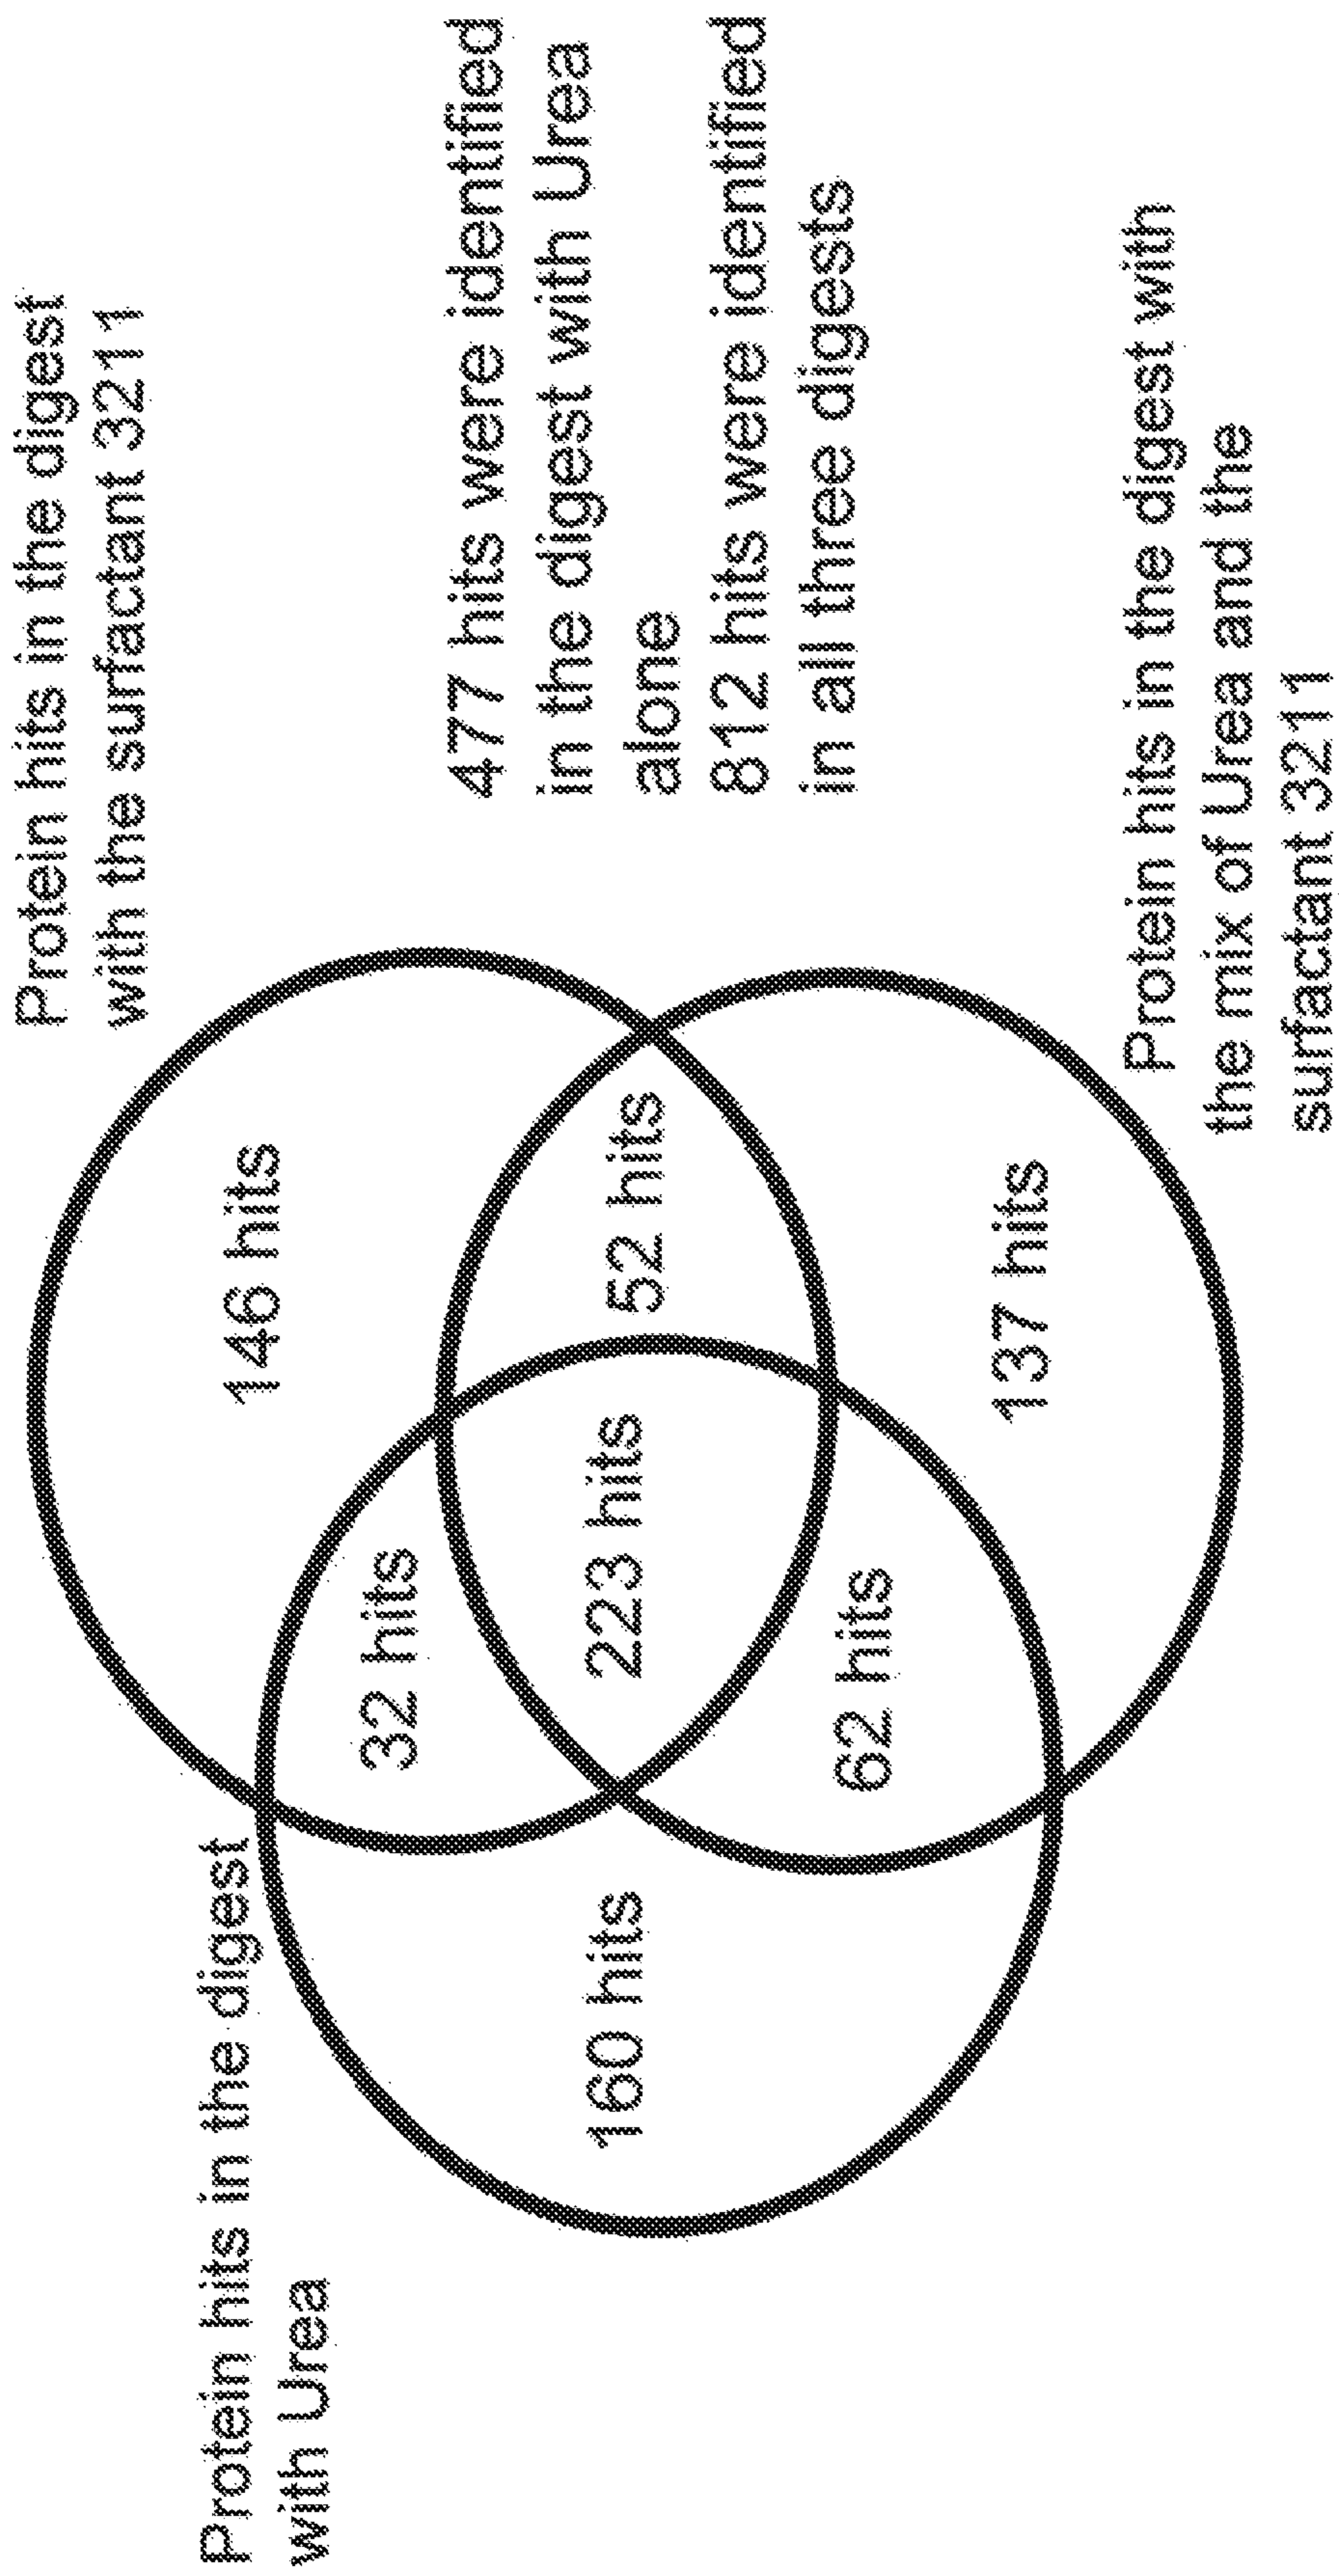 Protein hits in the digest
with the surfactant 3211
Protein hits in the digest
with Urea
146 hits
32 hits
477 hits were identified
in the digest with Urea
alone
812 hits were identified
in all three digests
160 hits
223 hits
52 hits
62 hits
137 hits
Protein hits in the digest with
the mix of Urea and the
surfactant 3211